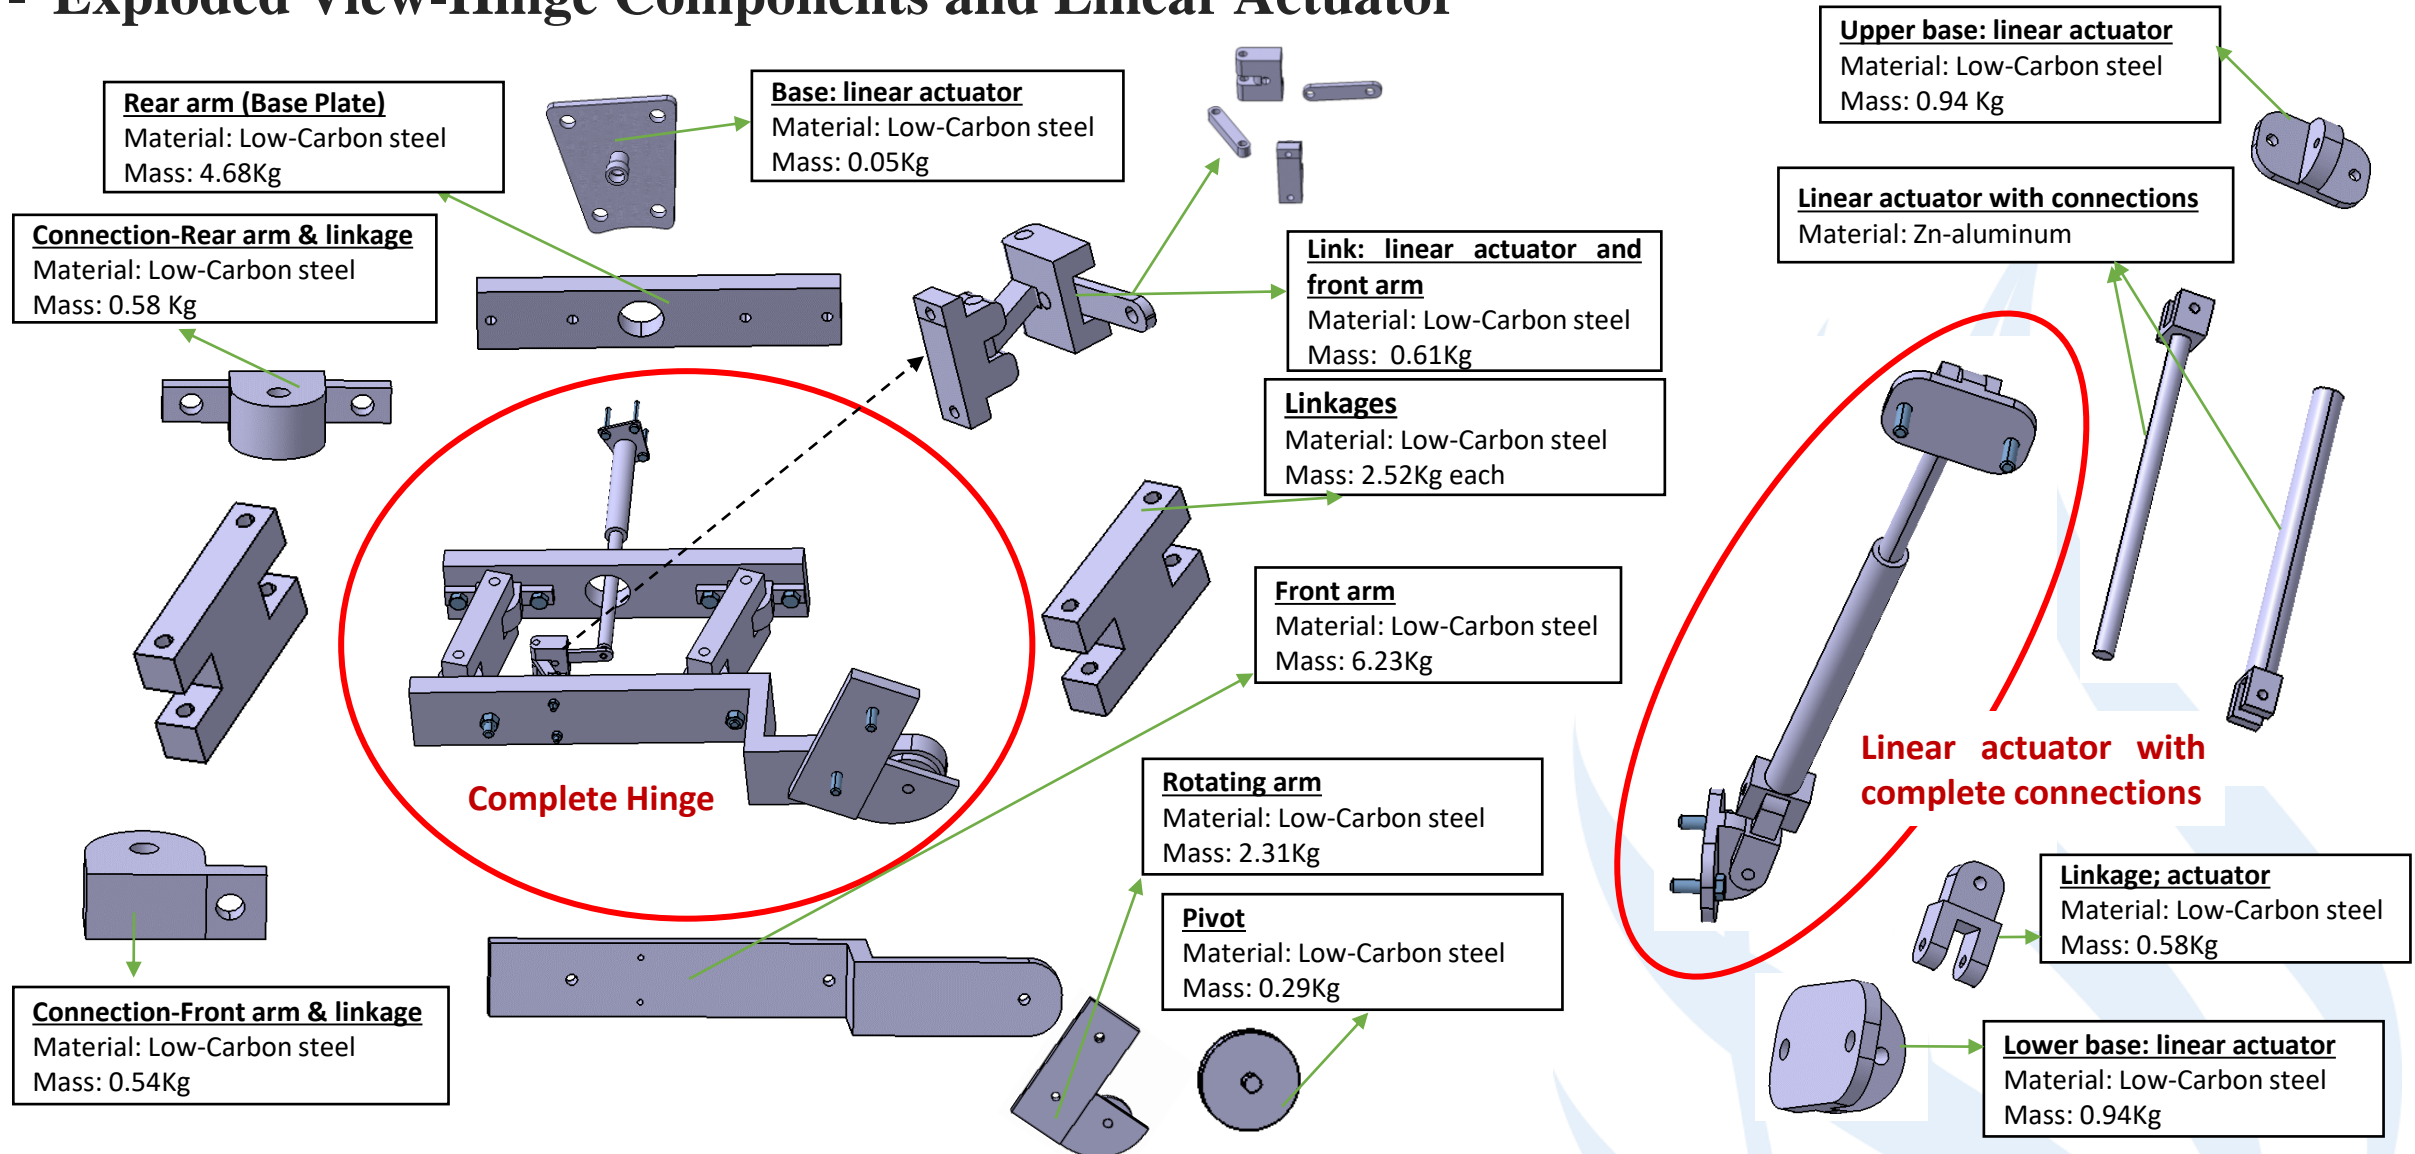 - Exploded View-Hinge Components and Linear Actuator
Rear arm (Base Plate)
Material: Low-Carbon steel
Mass: 4.68Kg
Base: linear actuator
Material: Low-Carbon steel
Mass: 0.05Kg
Upper base: linear actuator
Material: Low-Carbon steel
Mass: 0.94 Kg
Linear actuator with connections
Material: Zn-aluminum
Connection-Rear arm & linkage
Material: Low-Carbon steel
Mass: 0.58 Kg
Link: linear actuator and
front arm
Material: Low-Carbon steel
Mass: 0.61Kg
Linkages
Material: Low-Carbon steel
Mass: 2.52Kg each
Front arm
Material: Low-Carbon steel
Mass: 6.23Kg
Complete Hinge
Linear actuator with
complete connections
Rotating arm
Material: Low-Carbon steel
Mass: 2.31Kg
Pivot
Material: Low-Carbon steel
Mass: 0.29Kg
Linkage; actuator
Material: Low-Carbon steel
Mass: 0.58Kg
Connection-Front arm & linkage
Material: Low-Carbon steel
Mass: 0.54Kg
Lower base: linear actuator
Material: Low-Carbon steel
Mass: 0.94Kg